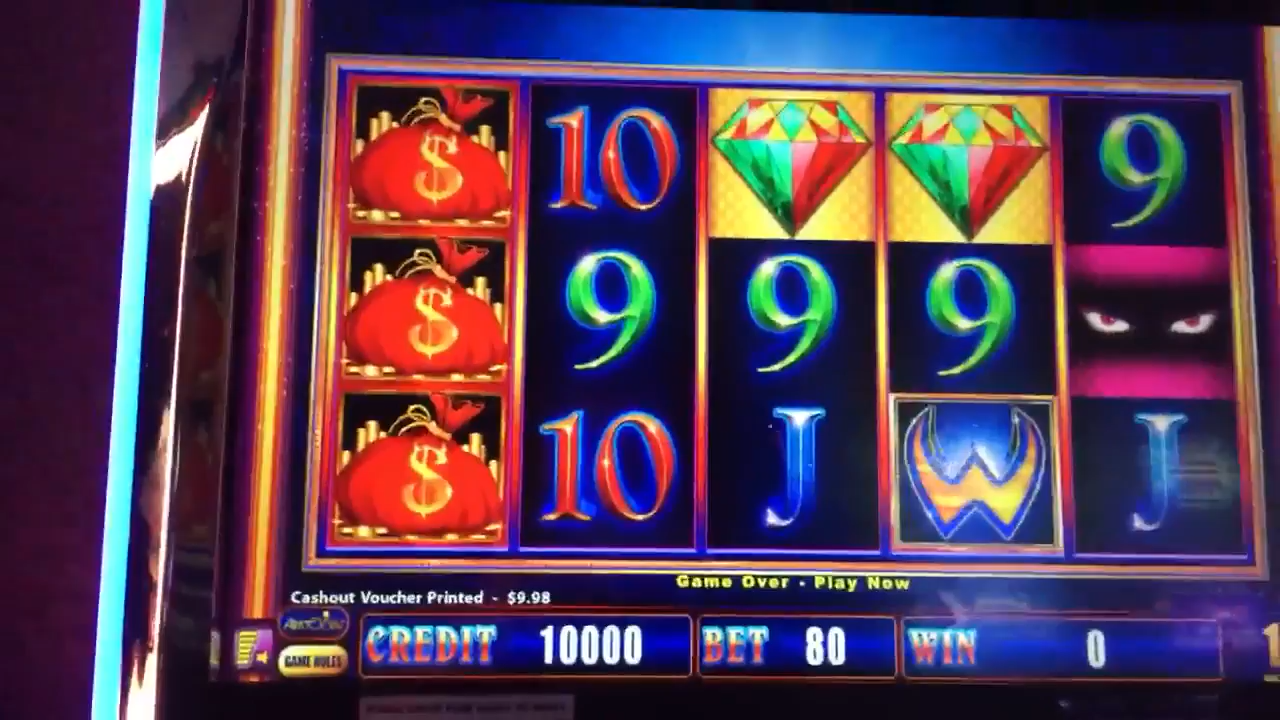 $ 10 9
$ 9 9 9
$ 10 J W J
Game Over - Play Now
Cashout Voucher Printed - $9.98
GAME RULES
CREDIT 10000 BET 80 WIN 0